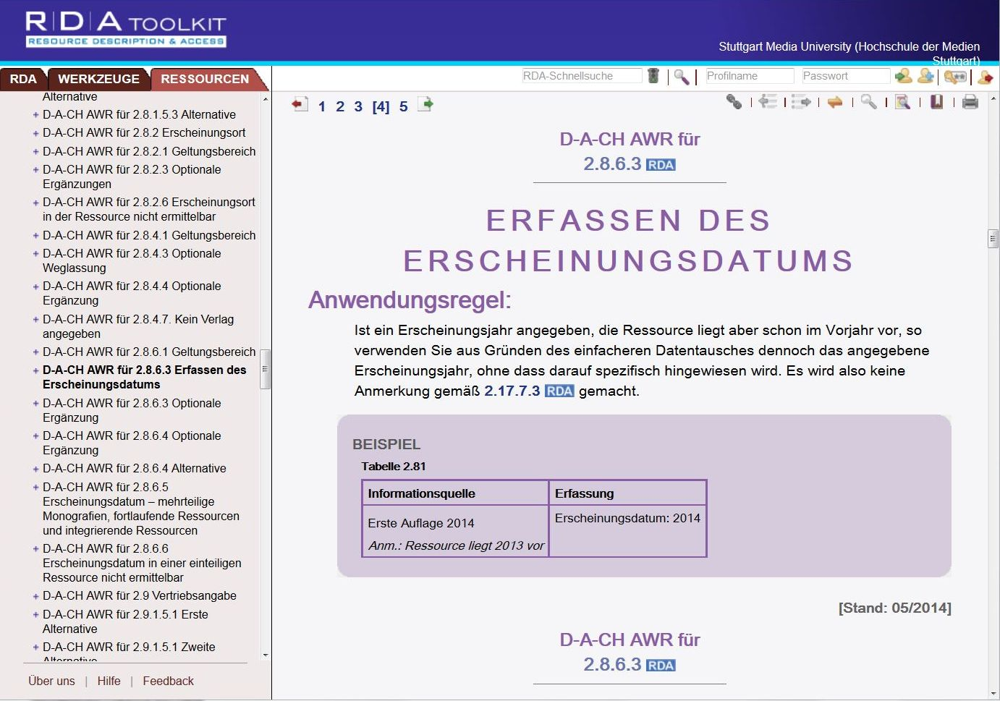 R|D|A TOOLKIT
RESOURCE DESCRIPTION & ACCESS
Stuttgart Media University (Hochschule der Medien
Stuttgart)
RDA WERKZEUGE RESSOURCEN
RDA-Schnellsuche Profilname Passwort
Alternative
D-A-CH AWR für 2.8.1.5.3 Alternative
D-A-CH AWR für 2.8.2 Erscheinungsort
D-A-CH AWR für 2.8.2.1 Geltungsbereich
D-A-CH AWR für 2.8.2.3 Optionale
Ergänzungen
D-A-CH AWR für 2.8.2.6 Erscheinungsort
in der Ressource nicht ermittelbar
D-A-CH AWR für 2.8.4.1 Geltungsbereich
D-A-CH AWR für 2.8.4.3 Optionale
Weglassung
D-A-CH AWR für 2.8.4.4 Optionale
Ergänzung
D-A-CH AWR für 2.8.4.7. Kein Verlag
angegeben
D-A-CH AWR für 2.8.6.1 Geltungsbereich
D-A-CH AWR für 2.8.6.3 Erfassen des
Erscheinungsdatums
D-A-CH AWR für 2.8.6.3 Optionale
Ergänzung
D-A-CH AWR für 2.8.6.4 Optionale
Ergänzung
D-A-CH AWR für 2.8.6.4 Alternative
D-A-CH AWR für 2.8.6.5
Erscheinungsdatum – mehrteilige
Monografien, fortlaufende Ressourcen
und integrierende Ressourcen
D-A-CH AWR für 2.8.6.6
Erscheinungsdatum in einer einteiligen
Ressource nicht ermittelbar
D-A-CH AWR für 2.9 Vertriebsangabe
D-A-CH AWR für 2.9.1.5.1 Erste
Alternative
D-A-CH AWR für 2.9.1.5.1 Zweite
Alternative
Über uns | Hilfe | Feedback
1 2 3 [4] 5
D-A-CH AWR für
2.8.6.3 RDA
ERFASSEN DES
ERSCHEINUNGSDATUMS
Anwendungsregel:
Ist ein Erscheinungsjahr angegeben, die Ressource liegt aber schon im Vorjahr vor, so
verwenden Sie aus Gründen des einfacheren Datentausches dennoch das angegebene
Erscheinungsjahr, ohne dass darauf spezifisch hingewiesen wird. Es wird also keine
Anmerkung gemäß 2.17.7.3 RDA gemacht.
BEISPIEL
Tabelle 2.81
Informationsquelle Erfassung
Erste Auflage 2014 Erscheinungsdatum: 2014
Anm.: Ressource liegt 2013 vor
[Stand: 05/2014]
D-A-CH AWR für
2.8.6.3 RDA